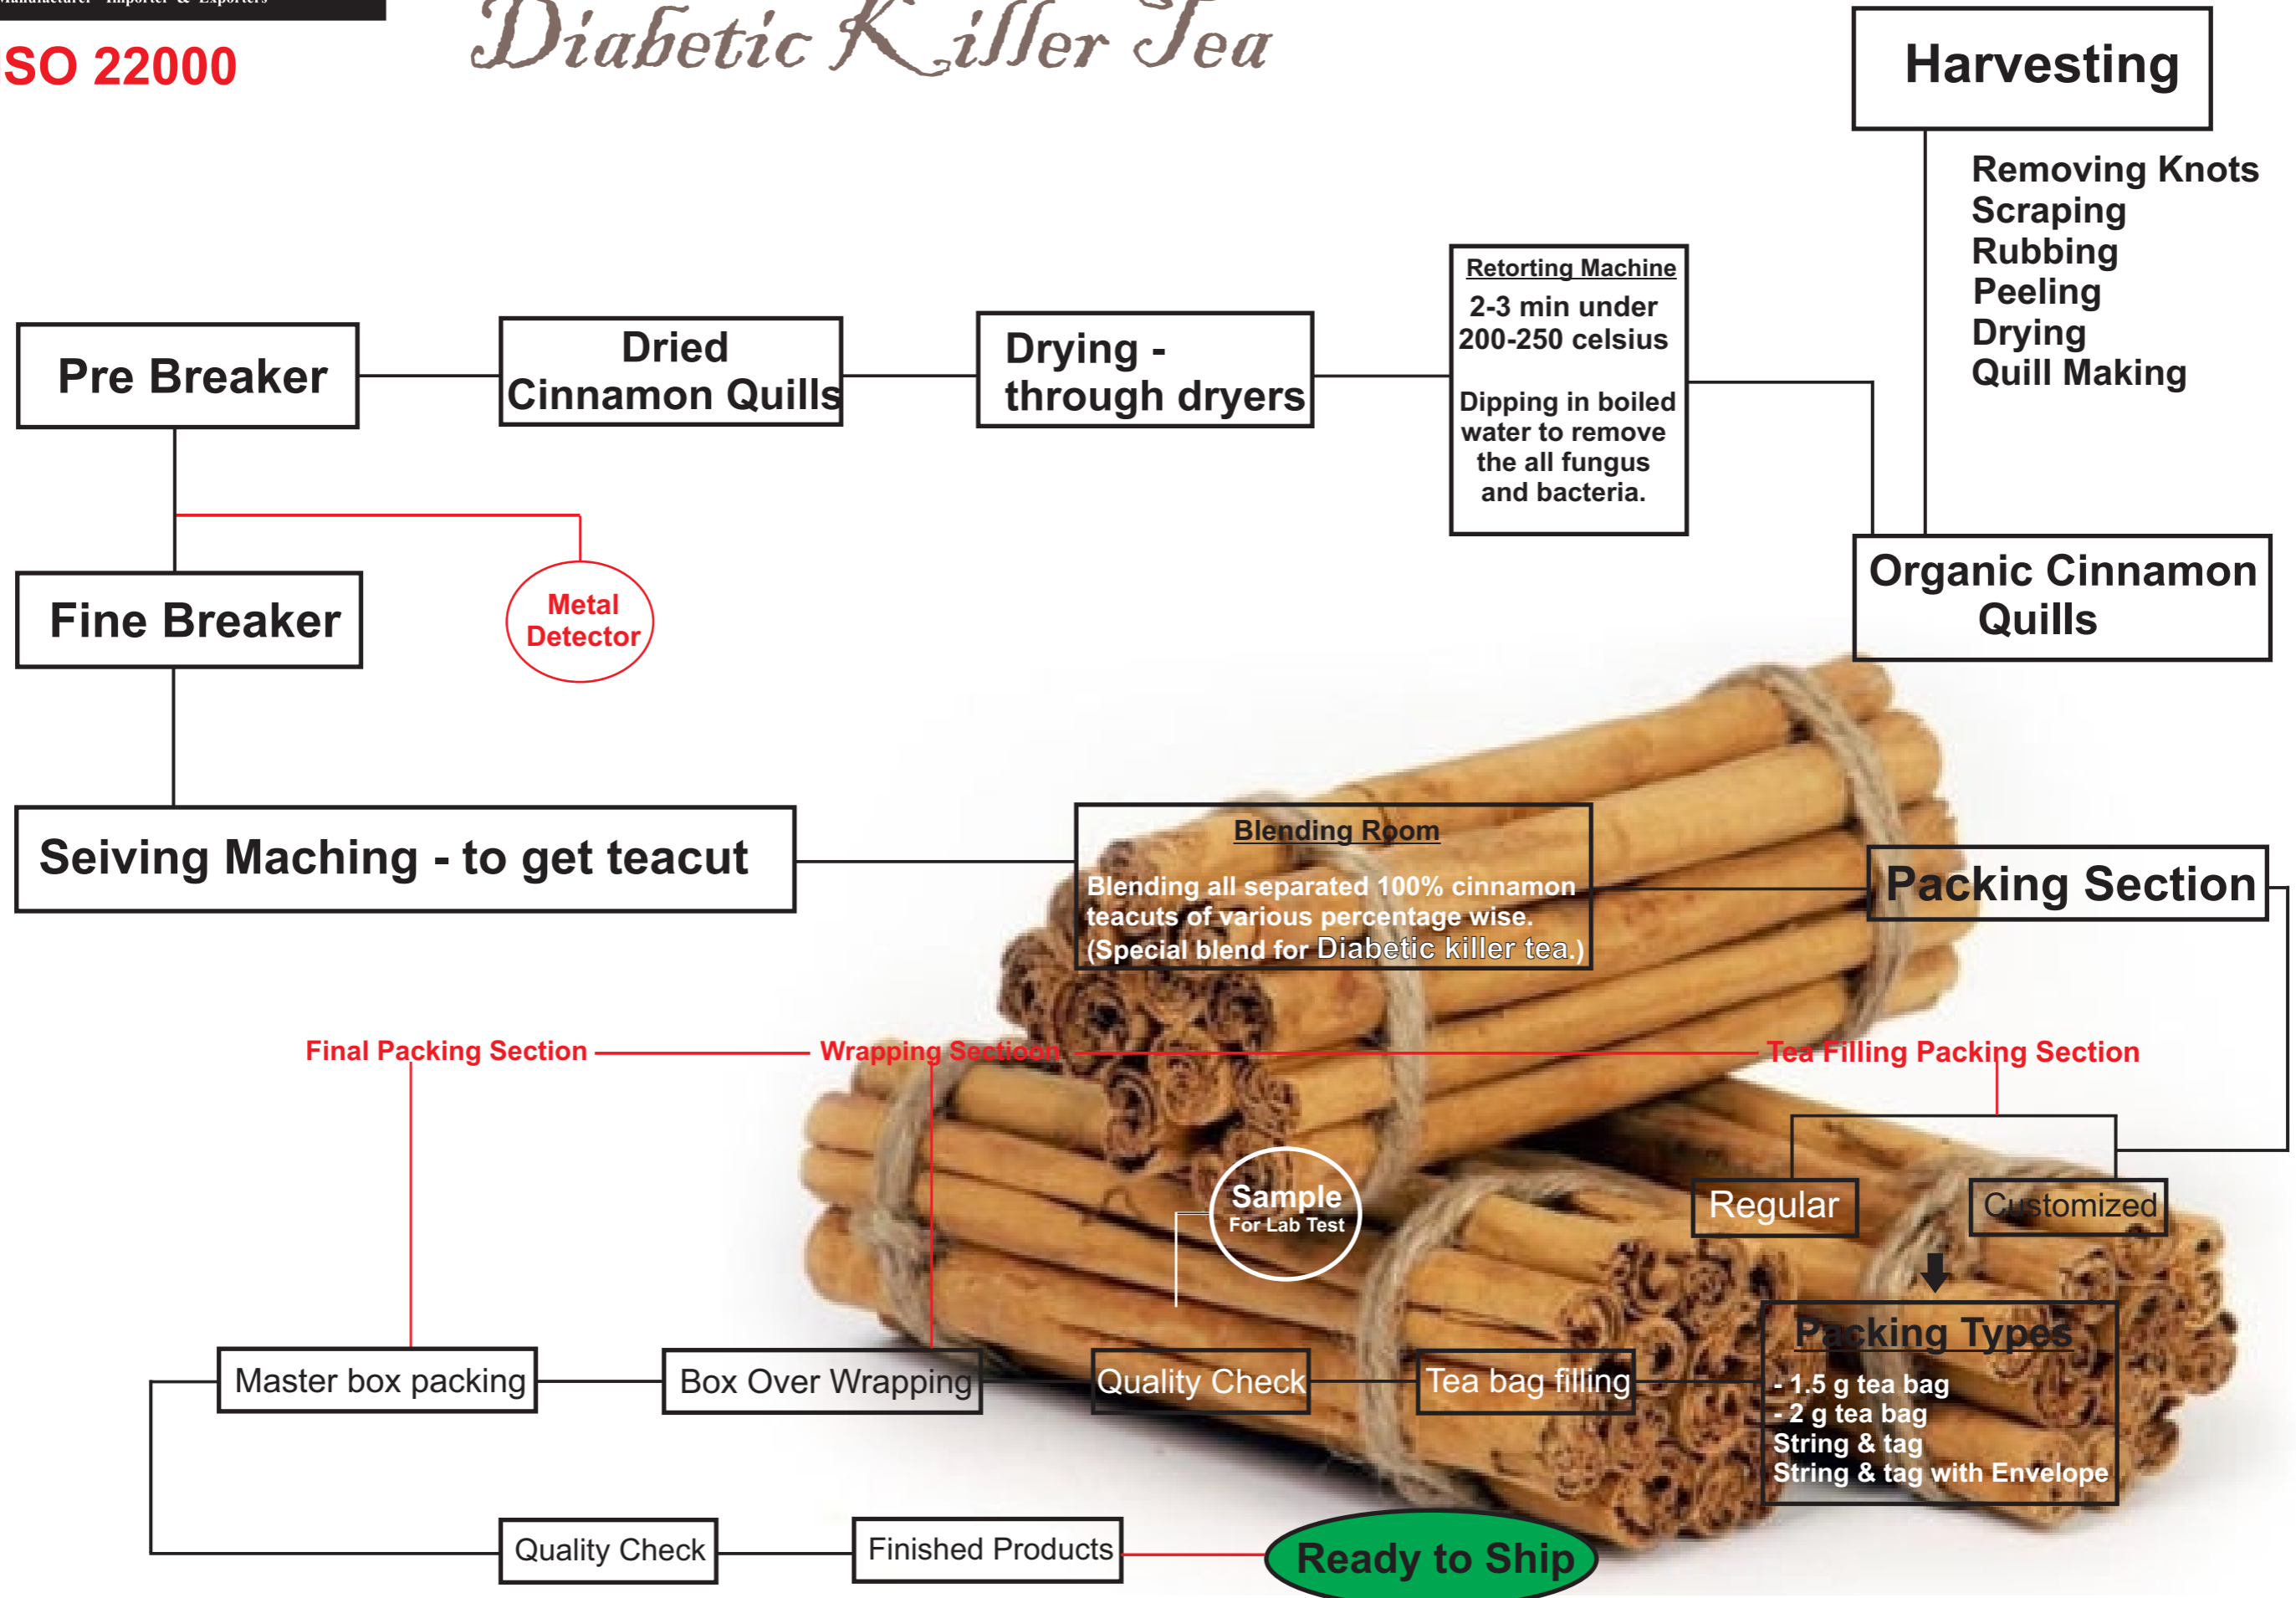 Manufacturer Importer & Exporters
ISO 22000
Diabetic Killer Tea
Harvesting
Removing Knots
Scraping
Rubbing
Peeling
Drying
Quill Making
Retorting Machine
2-3 min under
200-250 celsius
Dipping in boiled
water to remove
the all fungus
and bacteria.
Pre Breaker
Dried
Cinnamon Quills
Drying -
through dryers
Organic Cinnamon
Quills
Fine Breaker
Metal
Detector
Seiving Maching - to get teacut
Blending Room
Blending all separated 100% cinnamon
teacuts of various percentage wise.
(Special blend for Diabetic killer tea.)
Packing Section
Final Packing Section
Wrapping Sectioon
Tea Filling Packing Section
Sample
For Lab Test
Regular
Customized
Master box packing
Box Over Wrapping
Quality Check
Tea bag filling
Packing Types
- 1.5 g tea bag
- 2 g tea bag
String & tag
String & tag with Envelope
Quality Check
Finished Products
Ready to Ship